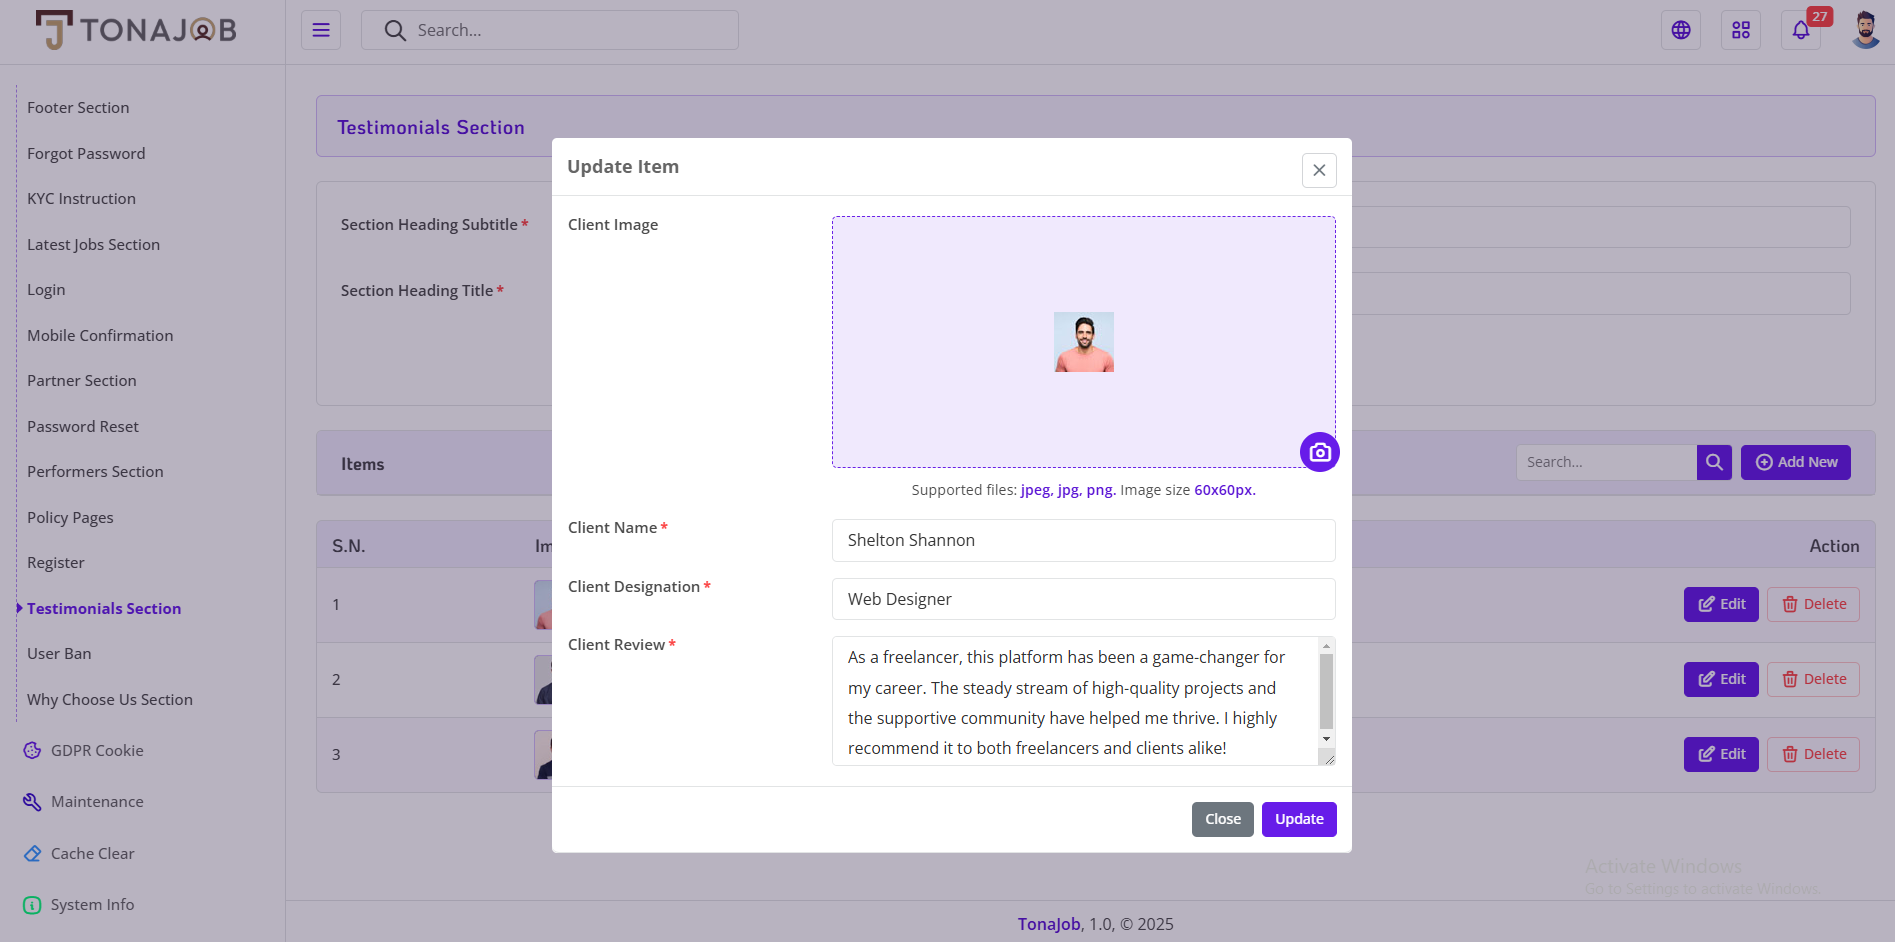 TONAJOB
Search...
27
Footer Section
Forgot Password
KYC Instruction
Latest Jobs Section
Login
Mobile Confirmation
Partner Section
Password Reset
Performers Section
Policy Pages
Register
Testimonials Section
User Ban
Why Choose Us Section
GDPR Cookie
Maintenance
Cache Clear
System Info
Testimonials Section
Section Heading Subtitle *
Section Heading Title *
Items
Search...
Add New
S.N.
Im
Action
1
Edit
Delete
2
Edit
Delete
3
Edit
Delete
Update Item
Client Image
Supported files: jpeg, jpg, png. Image size 60x60px.
Client Name *
Shelton Shannon
Client Designation *
Web Designer
Client Review *
As a freelancer, this platform has been a game-changer for
my career. The steady stream of high-quality projects and
the supportive community have helped me thrive. I highly
recommend it to both freelancers and clients alike!
Close
Update
Activate Windows
Go to Settings to activate Windows.
TonaJob, 1.0, © 2025